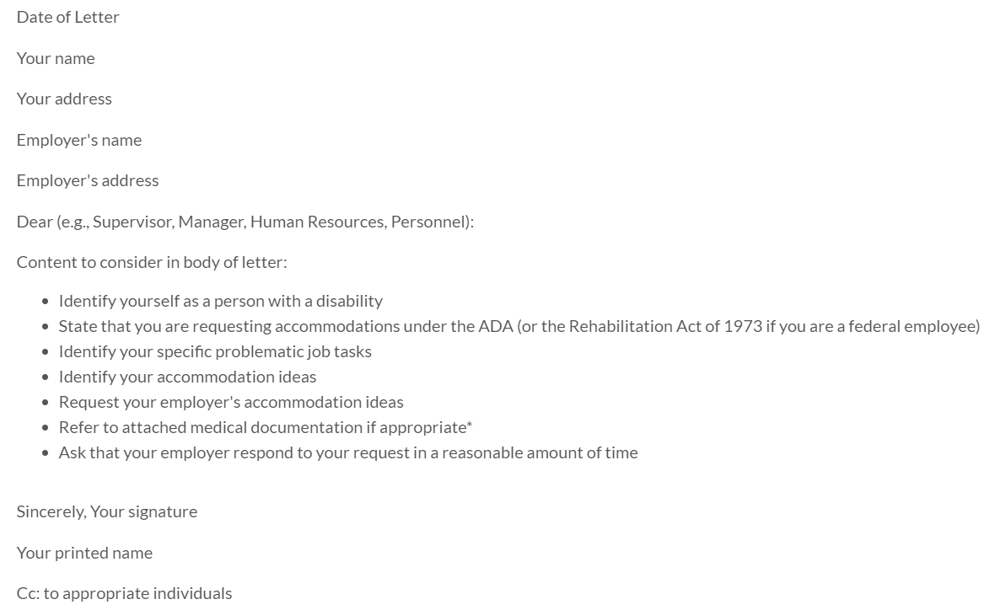 Date of Letter
Your name
Your address
Employer's name
Employer's address
Dear (e.g., Supervisor, Manager, Human Resources, Personnel):
Content to consider in body of letter:
• Identify yourself as a person with a disability
• State that you are requesting accommodations under the ADA (or the Rehabilitation Act of 1973 if you are a federal employee)
• Identify your specific problematic job tasks
• Identify your accommodation ideas
• Request your employer's accommodation ideas
• Refer to attached medical documentation if appropriate*
• Ask that your employer respond to your request in a reasonable amount of time
Sincerely, Your signature
Your printed name
Cc: to appropriate individuals